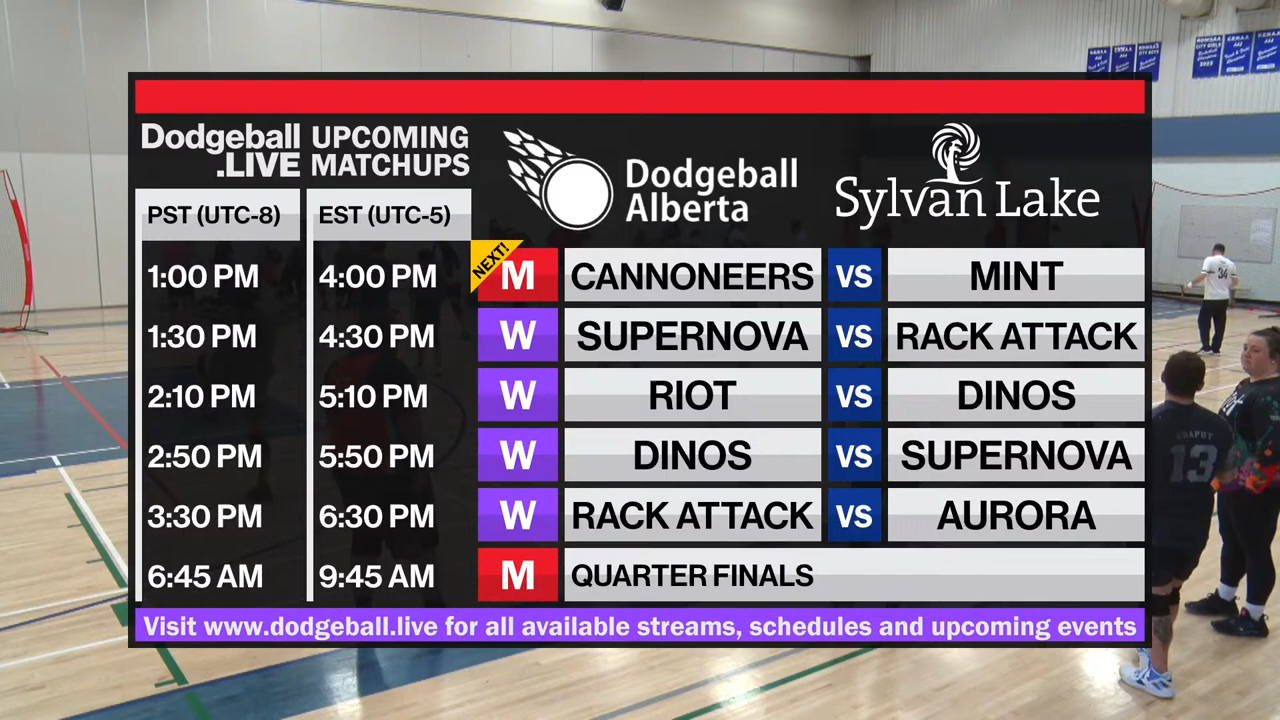 Dodgeball
.LIVE
UPCOMING
MATCHUPS
Dodgeball
Alberta
Sylvan Lake
PST (UTC-8) EST (UTC-5)
NEXT!
1:00 PM 4:00 PM M CANNONEERS VS MINT
1:30 PM 4:30 PM W SUPERNOVA VS RACK ATTACK
2:10 PM 5:10 PM W RIOT VS DINOS
2:50 PM 5:50 PM W DINOS VS SUPERNOVA
3:30 PM 6:30 PM W RACK ATTACK VS AURORA
6:45 AM 9:45 AM M QUARTER FINALS
Visit www.dodgeball.live for all available streams, schedules and upcoming events
34
13